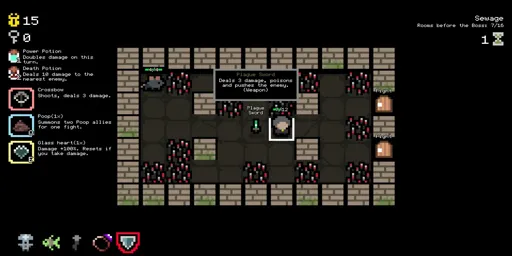 15
0
Power Potion
Doubles damage on this
turn.
Death Potion
Deals 10 damage to the
nearest enemy.
Crossbow
Shoots, deals 3 damage.
Poop(1x)
Summons two Poop allies
for one fight.
Glass heart(1x)
Damage +100%. Resets if
you take damage.
Sewage
Rooms before the Boss: 7/16
1
Plague Sword
Deals 3 damage, poisons
and pushes the enemy.
(Weapon)
Plague
Sword